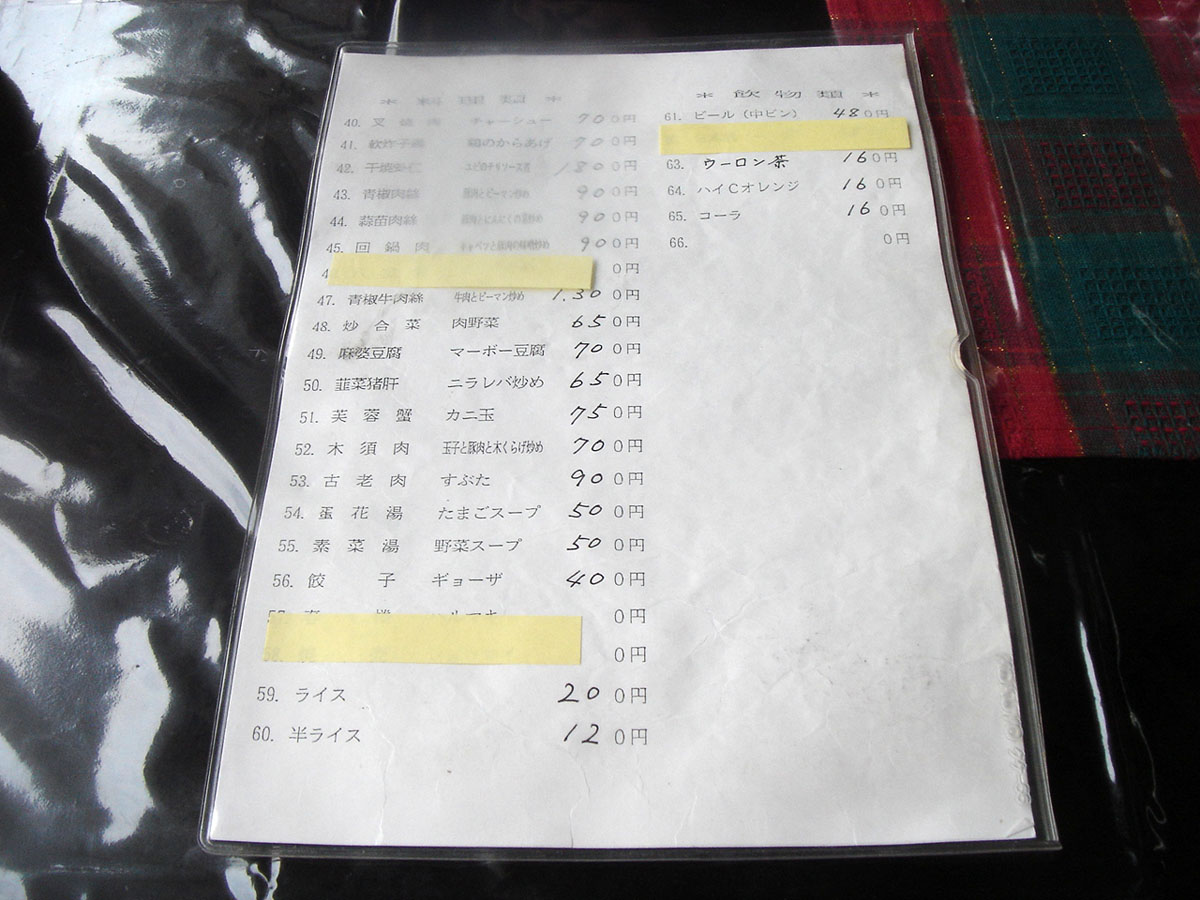 * 料理類 *
40. 叉焼肉 チャーシュー 700円
41. 軟炸子鶏 鶏のからあげ 700円
42. 干焼蝦仁 エビのチリソース煮 1800円
43. 青椒肉絲 豚肉とピーマン炒め 900円
44. 蒜苗肉絲 豚肉とにんにくの芽炒め 900円
45. 回鍋肉 キャベツと豚肉の味噌炒め 900円
4 0円
47. 青椒牛肉絲 牛肉とピーマン炒め 1.300円
48. 炒合菜 肉野菜 650円
49. 麻婆豆腐 マーボー豆腐 700円
50. 韮菜猪肝 ニラレバ炒め 650円
51. 芙蓉蟹 カニ玉 750円
52. 木須肉 玉子と豚肉と木くらげ炒め 700円
53. 古老肉 すぶた 900円
54. 蛋花湯 たまごスープ 500円
55. 素菜湯 野菜スープ 500円
56. 餃子 ギョーザ 400円
57. 0円
58. 0円
59. ライス 200円
60. 半ライス 120円
* 飲物類 *
61. ビール(中ビン) 480円
63. ウーロン茶 160円
64. ハイCオレンジ 160円
65. コーラ 160円
66. 0円